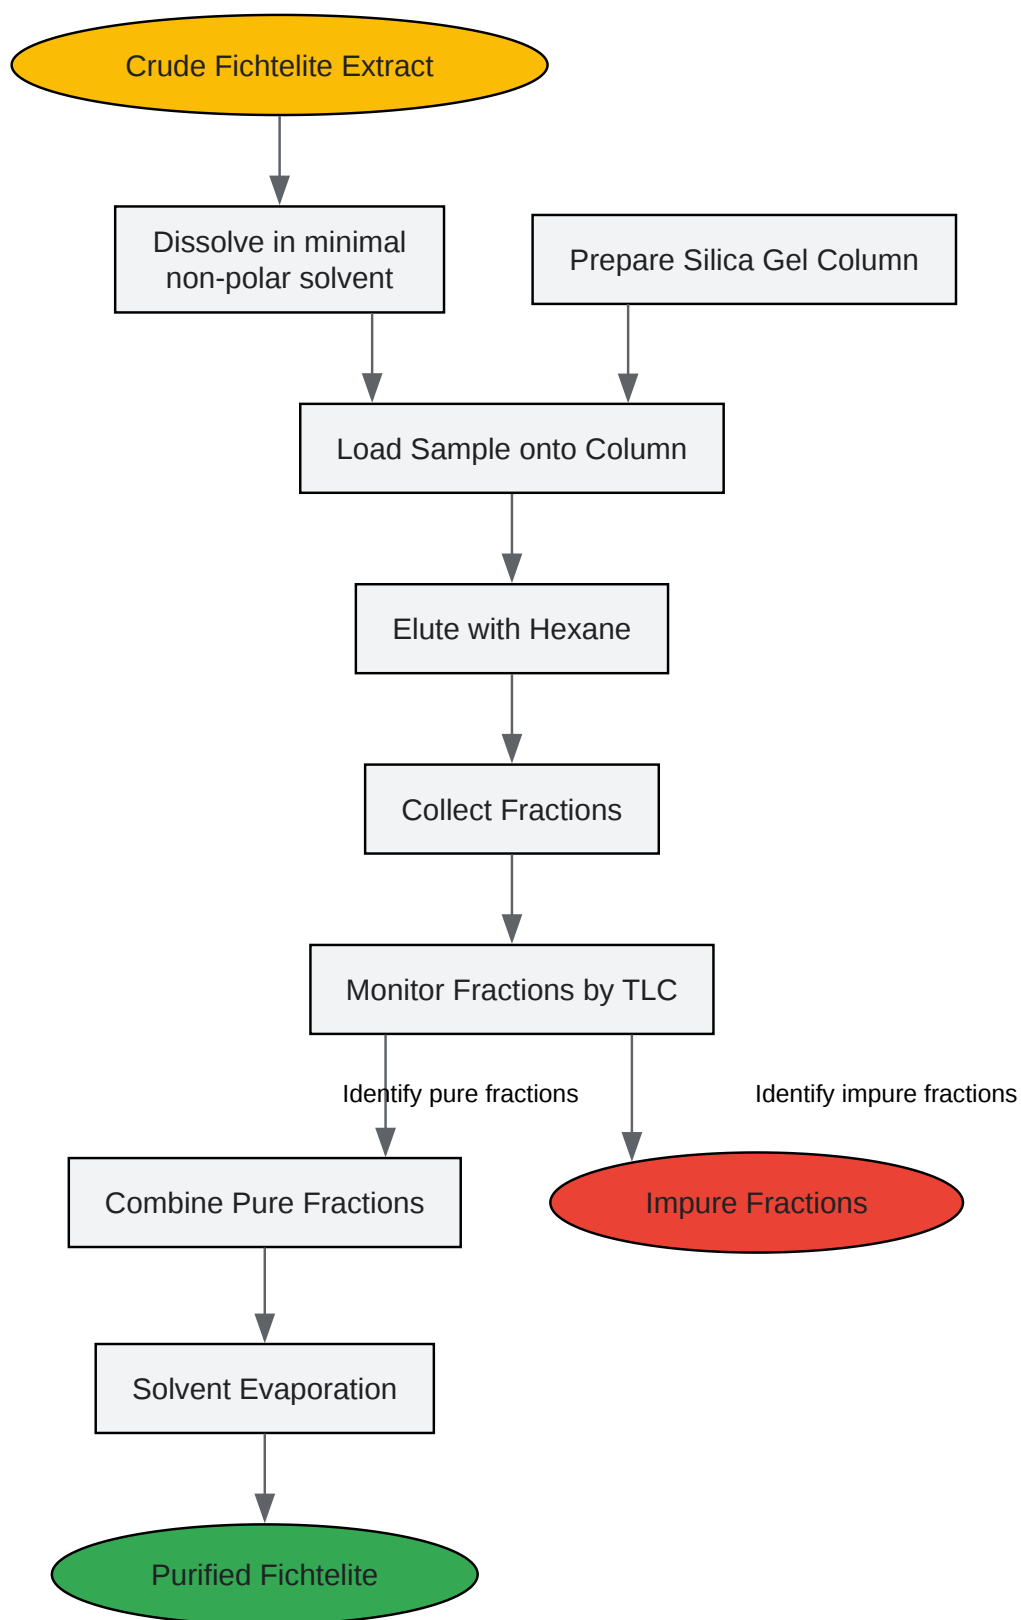 Crude Fichtelite Extract
Dissolve in minimal
non-polar solvent
Prepare Silica Gel Column
Load Sample onto Column
Elute with Hexane
Collect Fractions
Monitor Fractions by TLC
Identify pure fractions
Identify impure fractions
Combine Pure Fractions
Impure Fractions
Solvent Evaporation
Purified Fichtelite